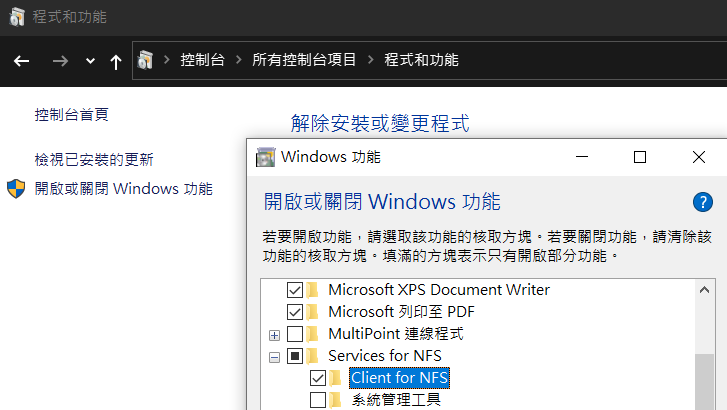 程式和功能
控制台 > 所有控制台項目 > 程式和功能
控制台首頁
解除安裝或變更程式
檢視已安裝的更新
開啟或關閉 Windows 功能
Windows 功能
開啟或關閉 Windows 功能
?
若要開啟功能，請選取該功能的核取方塊。若要關閉功能，請清除該
功能的核取方塊。填滿的方塊表示只有開啟部分功能。
Microsoft XPS Document Writer
Microsoft 列印至 PDF
MultiPoint 連線程式
Services for NFS
Client for NFS
系統管理工具